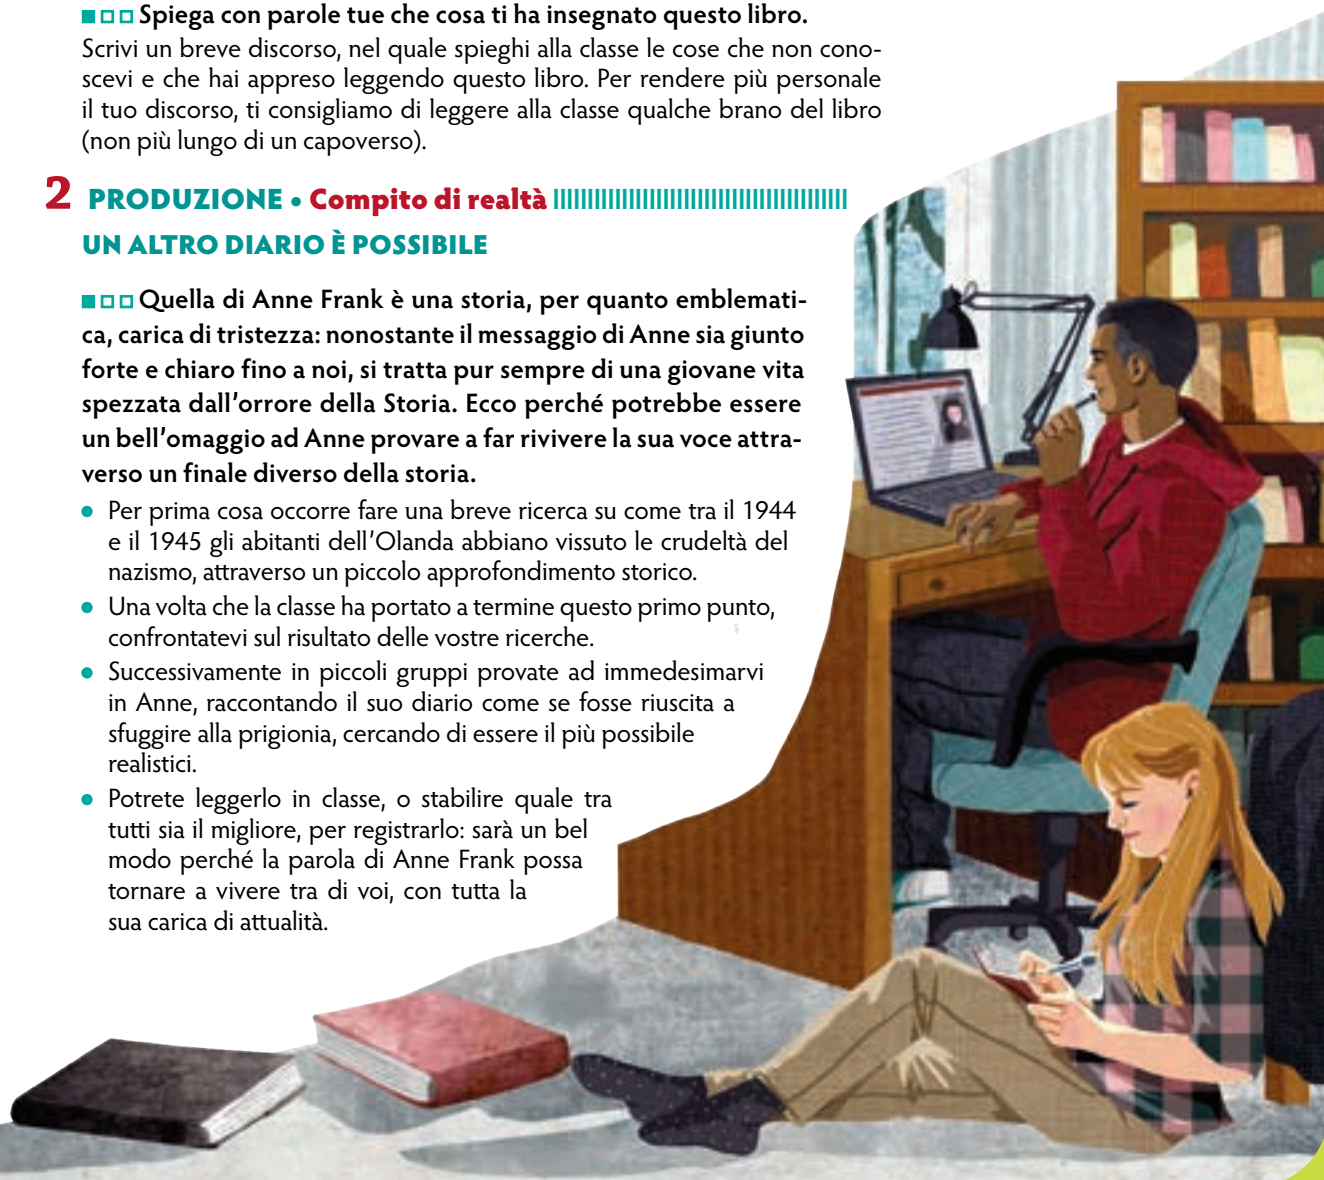 Spiega con parole tue che cosa ti ha insegnato questo libro.
Scrivi un breve discorso, nel quale spieghi alla classe le cose che non cono-
scevi e che hai appreso leggendo questo libro. Per rendere più personale
il tuo discorso, ti consigliamo di leggere alla classe qualche brano del libro
(non più lungo di un capoverso).
2 PRODUZIONE • Compito di realtà
UN ALTRO DIARIO È POSSIBILE
Quella di Anne Frank è una storia, per quanto emblemati-
ca, carica di tristezza: nonostante il messaggio di Anne sia giunto
forte e chiaro fino a noi, si tratta pur sempre di una giovane vita
spezzata dall'orrore della Storia. Ecco perché potrebbe essere
un bell'omaggio ad Anne provare a far rivivere la sua voce attra-
verso un finale diverso della storia.
• Per prima cosa occorre fare una breve ricerca su come tra il 1944
e il 1945 gli abitanti dell'Olanda abbiano vissuto le crudeltà del
nazismo, attraverso un piccolo approfondimento storico.
• Una volta che la classe ha portato a termine questo primo punto,
confrontatevi sul risultato delle vostre ricerche.
• Successivamente in piccoli gruppi provate ad immedesimarvi
in Anne, raccontando il suo diario come se fosse riuscita a
sfuggire alla prigionia, cercando di essere il più possibile
realistici.
• Potrete leggerlo in classe, o stabilire quale tra
tutti sia il migliore, per registrarlo: sarà un bel
modo perché la parola di Anne Frank possa
tornare a vivere tra di voi, con tutta la
sua carica di attualità.